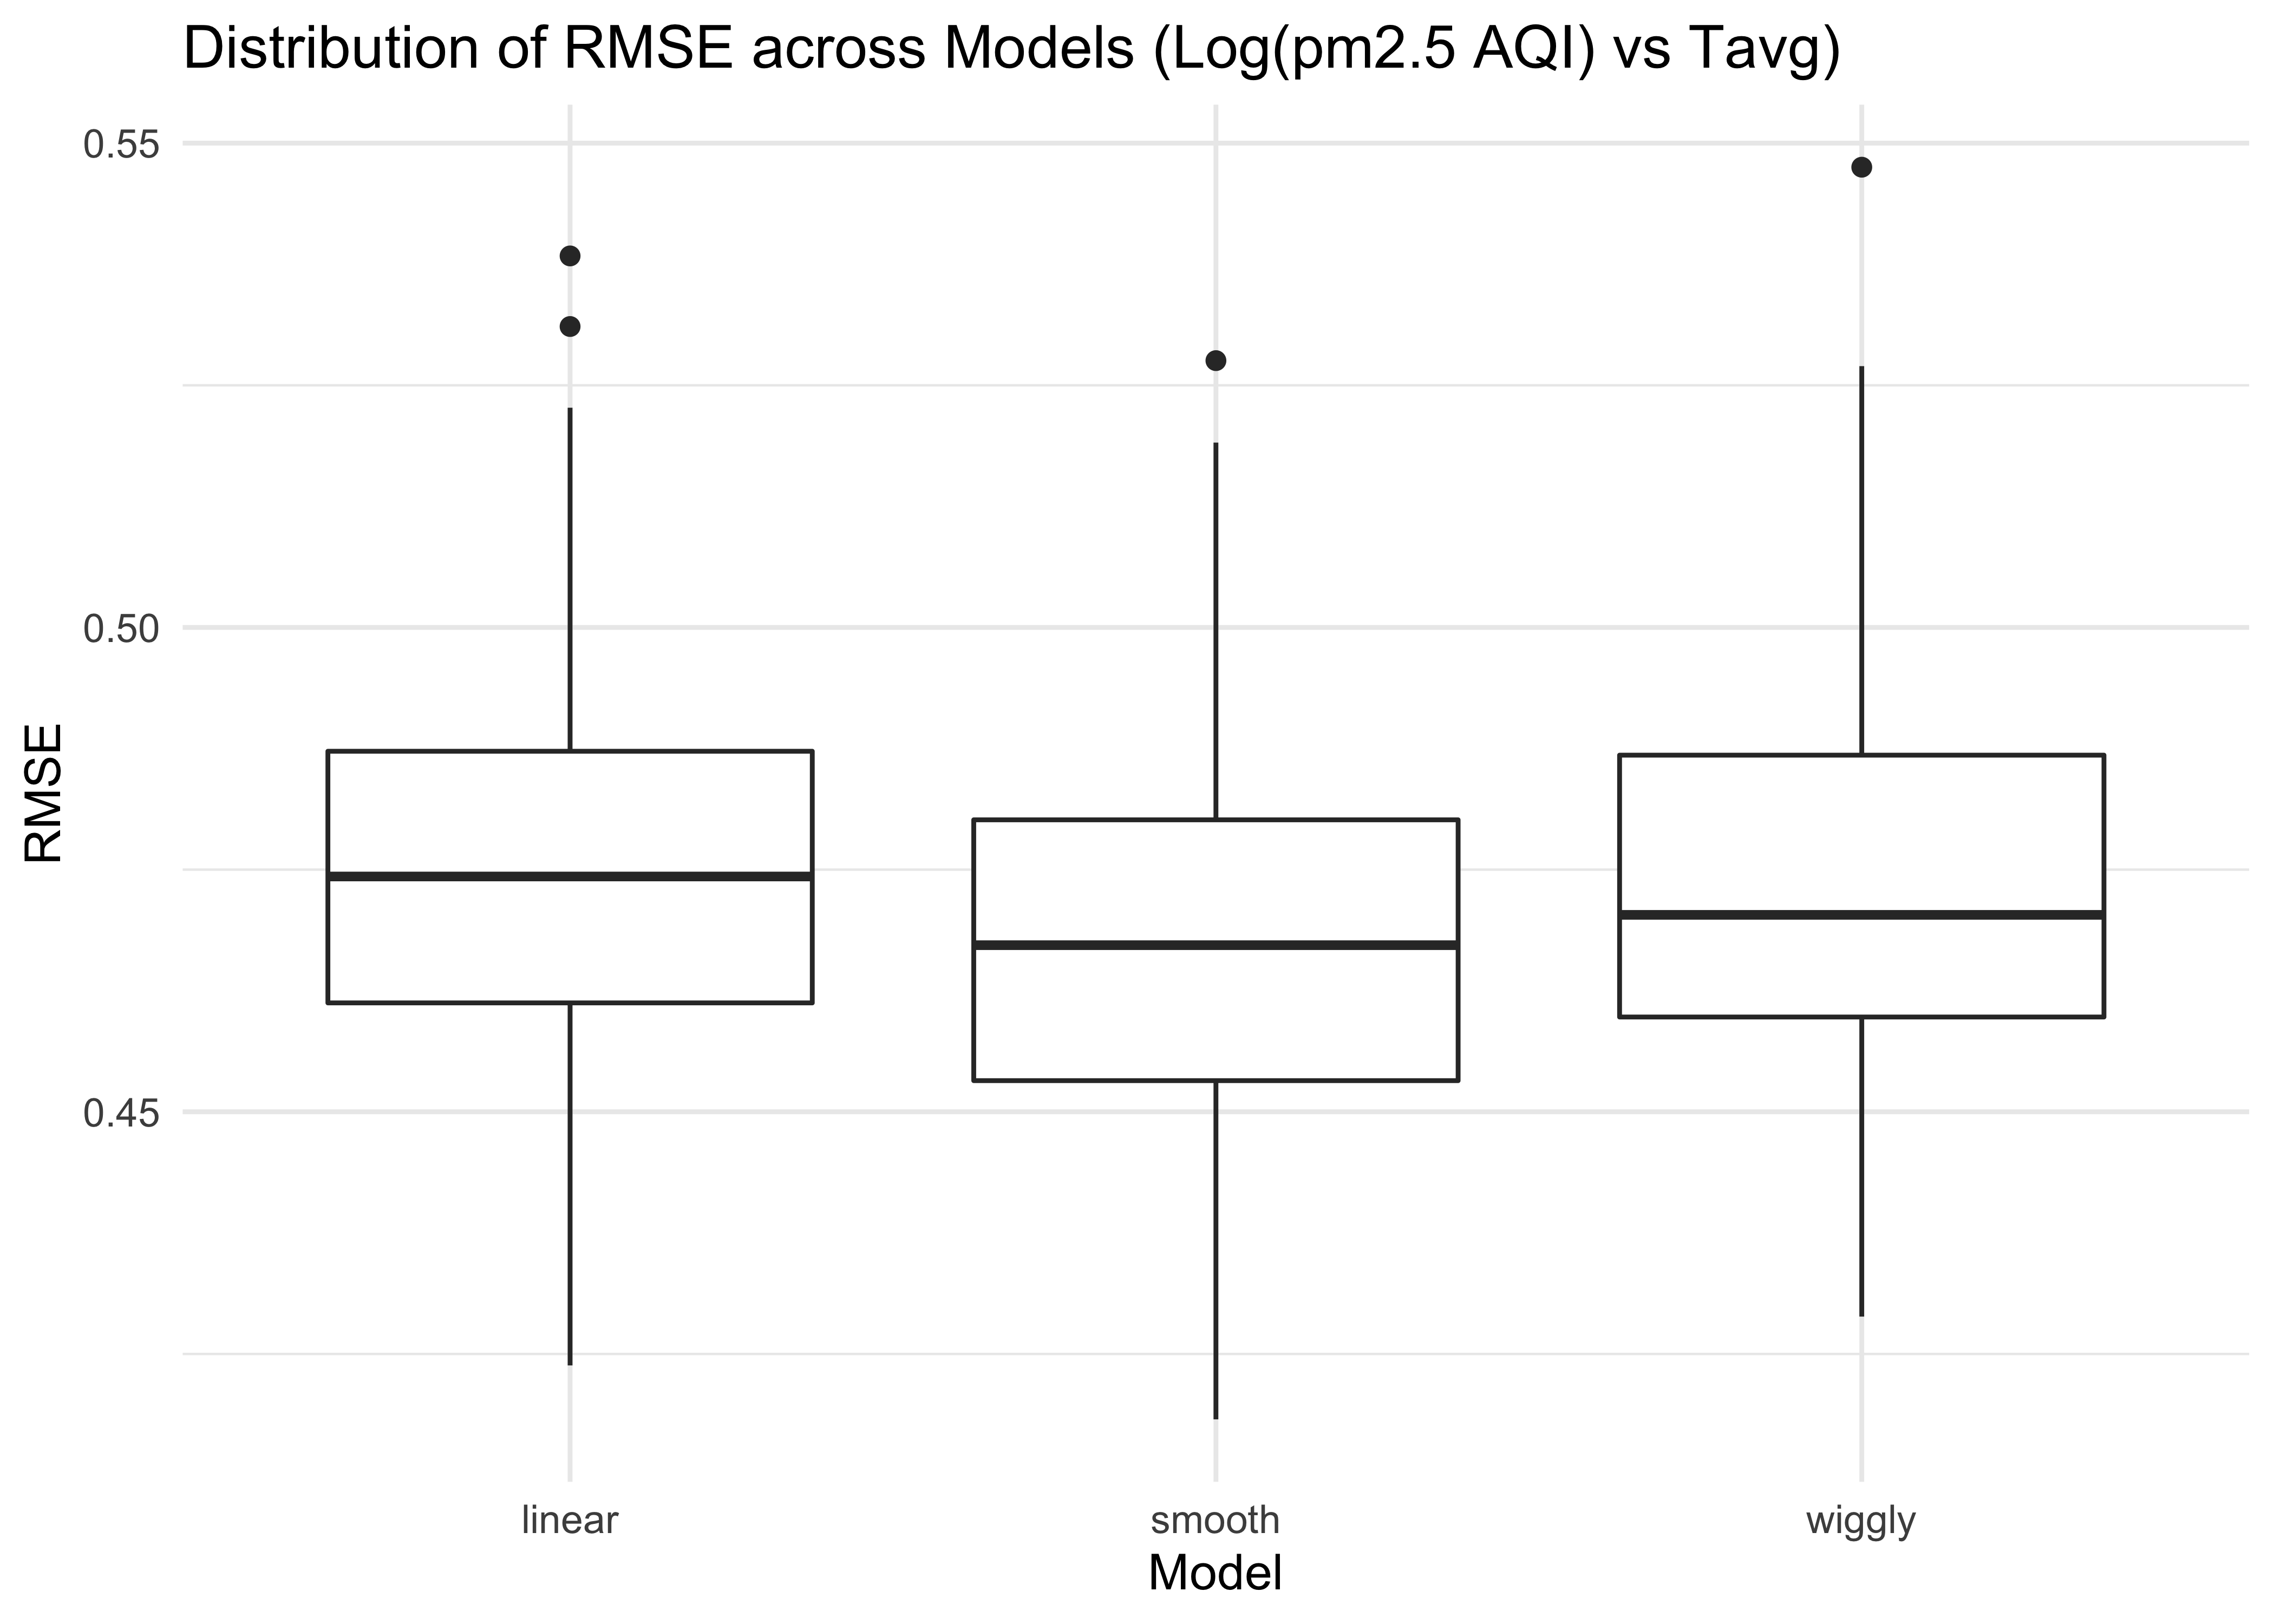 Distribution of RMSE across Models (Log(pm2.5 AQI) vs Tavg)
0.55
0.50
0.45
RMSE
linear smooth wiggly
Model